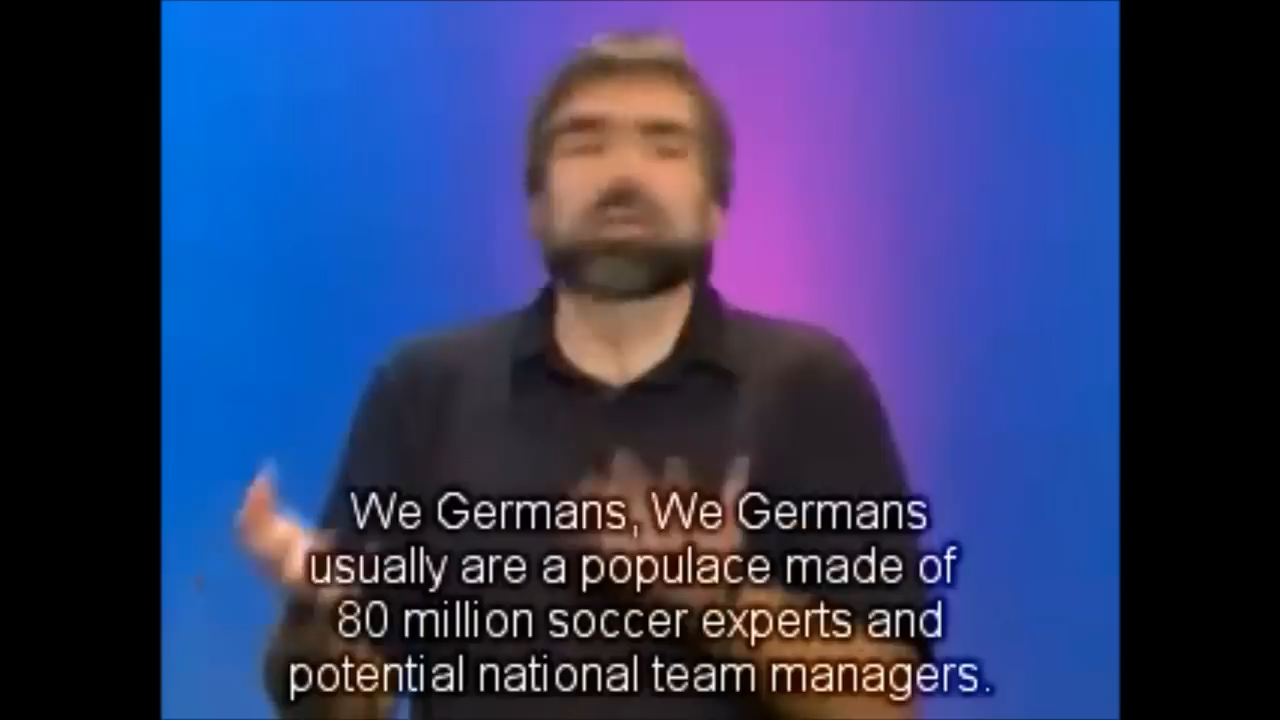 We Germans, We Germans
usually are a populace made of
80 million soccer experts and
potential national team managers.